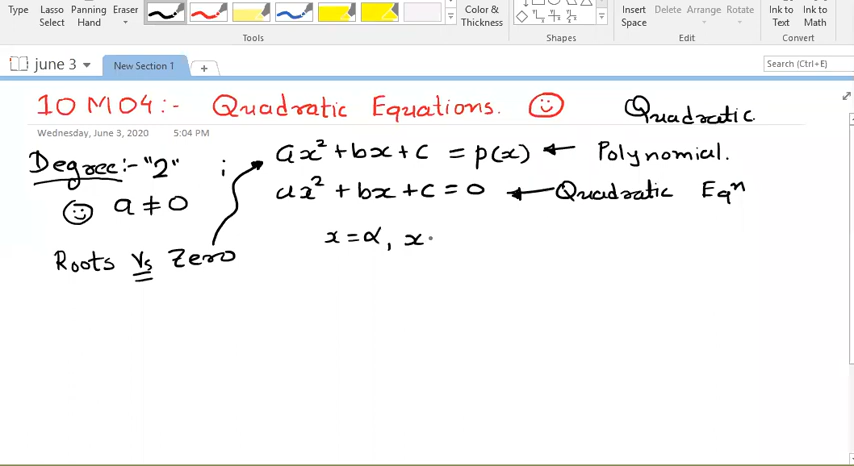 Type
Lasso Select
Panning Hand
Eraser
Color & Thickness
Insert Space
Delete Arrange Rotate
Ink to Text
Ink to Math
Tools
Shapes
Edit
Convert
june 3
New Section 1
+
Search (Ctrl+E)
10 M04:- Quadratic Equations.
Quadratic
Wednesday, June 3, 2020 5:04 PM
Degree:- "2" ;
ax² + bx + c = p(x) ← Polynomial.
a ≠ 0
ax² + bx + c = 0 ← Quadratic Eqⁿ
x = α, x
Roots Vs Zero